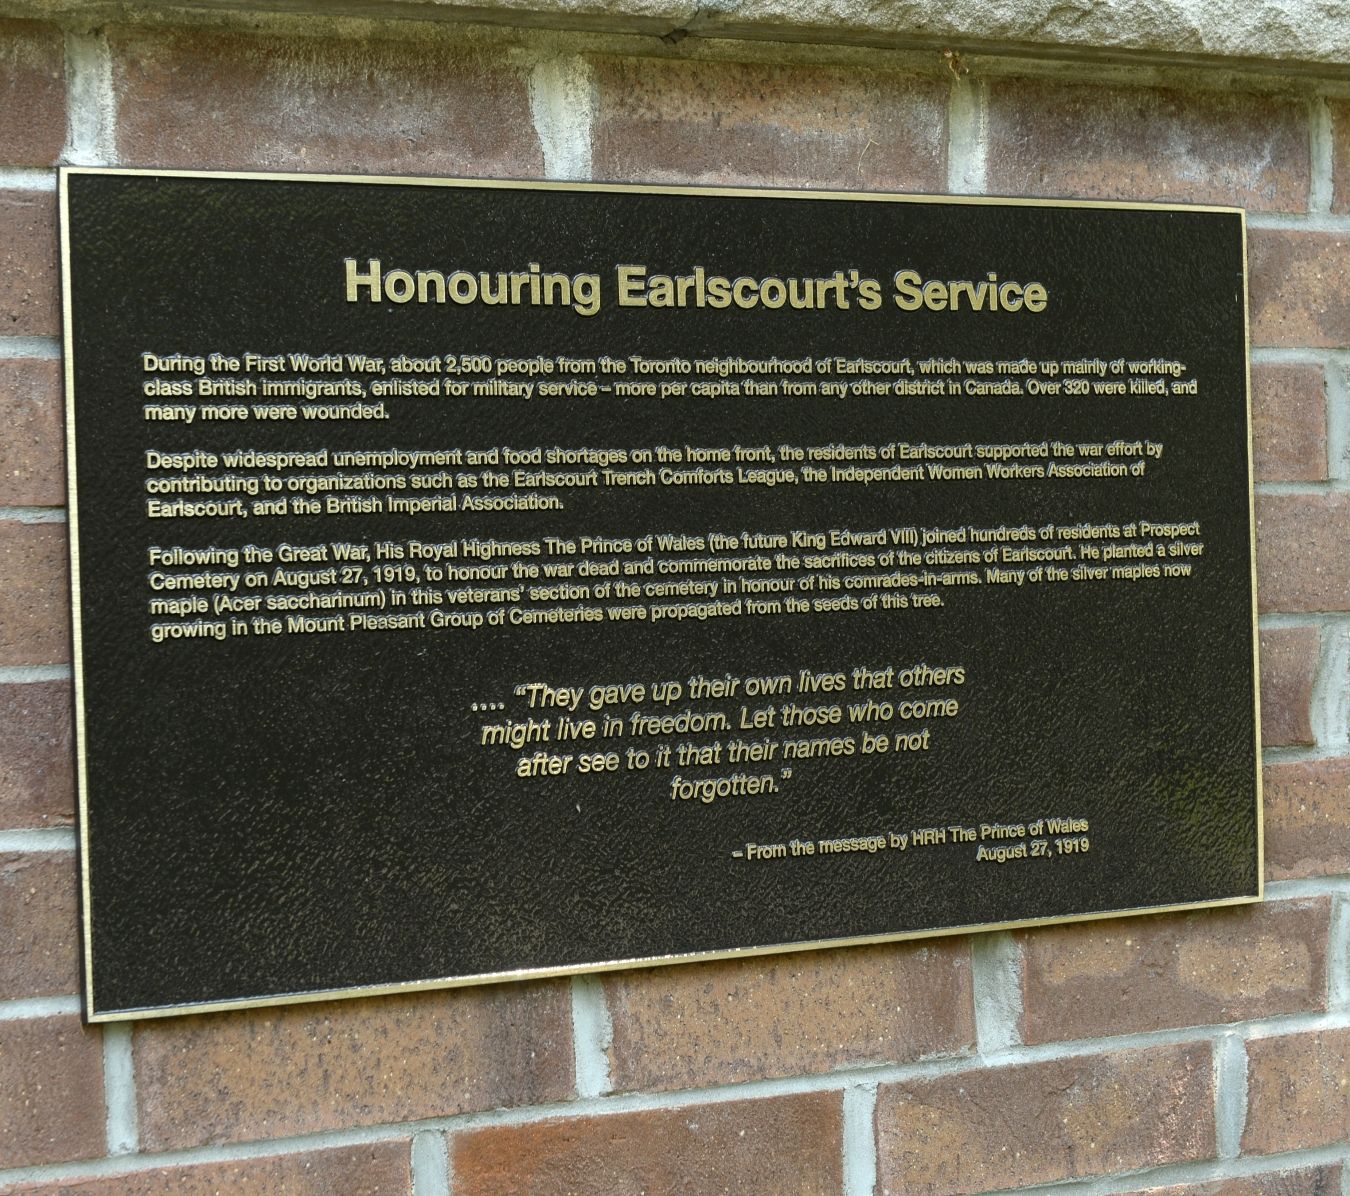 Honouring Earlscourt's Service
During the First World War, about 2,500 people from the Toronto neighbourhood of Earlscourt, which was made up mainly of working-
class British immigrants, enlisted for military service – more per capita than from any other district in Canada. Over 320 were killed, and
many more were wounded.
Despite widespread unemployment and food shortages on the home front, the residents of Earlscourt supported the war effort by
contributing to organizations such as the Earlscourt Trench Comforts League, the Independent Women Workers Association of
Earlscourt, and the British Imperial Association.
Following the Great War, His Royal Highness The Prince of Wales (the future King Edward VIII) joined hundreds of residents at Prospect
Cemetery on August 27, 1919, to honour the war dead and commemorate the sacrifices of the citizens of Earlscourt. He planted a silver
maple (Acer saccharinum) in this veterans' section of the cemetery in honour of his comrades-in-arms. Many of the silver maples now
growing in the Mount Pleasant Group of Cemeteries were propagated from the seeds of this tree.
.... “They gave up their own lives that others
might live in freedom. Let those who come
after see to it that their names be not
forgotten.”
– From the message by HRH The Prince of Wales
August 27, 1919